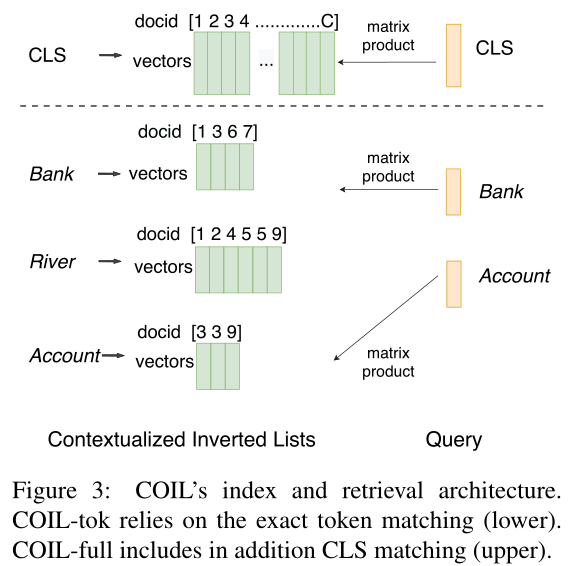 docid [1 2 3 4 .............C]
CLS
vectors
...
matrix
product
CLS
docid [1 3 6 7]
Bank
vectors
matrix
product
Bank
docid [1 2 4 5 5 9]
River
vectors
Account
docid [3 3 9]
Account
vectors
matrix
product
Contextualized Inverted Lists
Query
Figure 3: COIL's index and retrieval architecture.
COIL-tok relies on the exact token matching (lower).
COIL-full includes in addition CLS matching (upper).